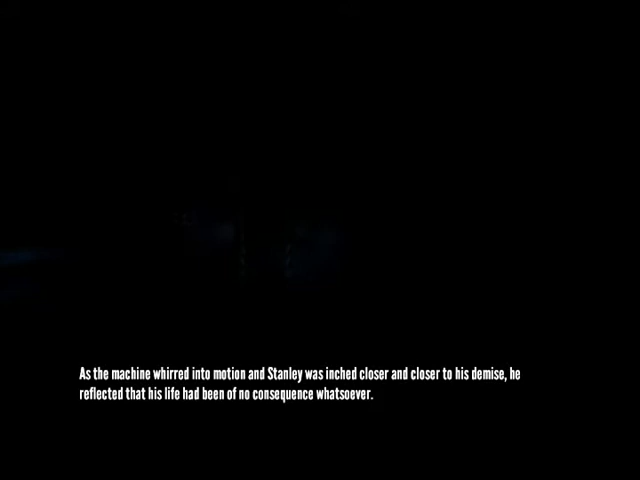 As the machine whirred into motion and Stanley was inched closer and closer to his demise, he
reflected that his life had been of no consequence whatsoever.